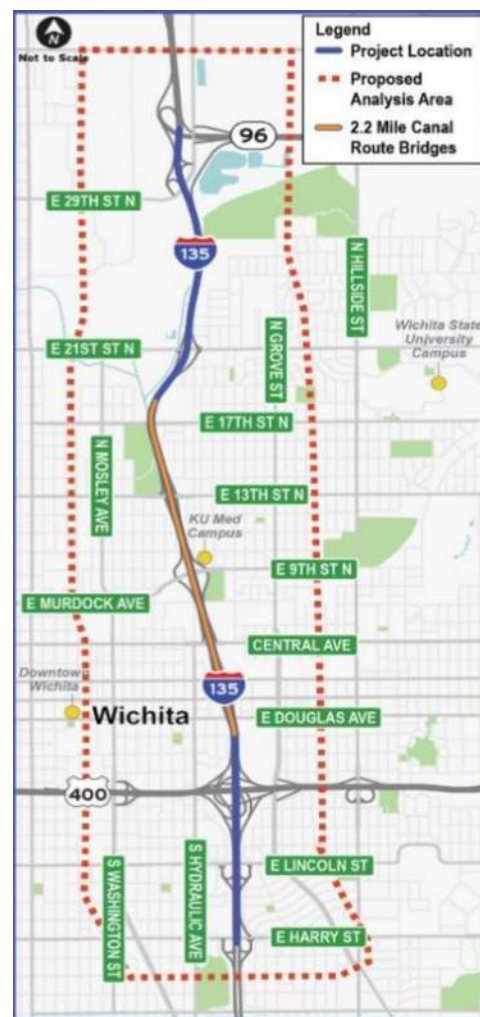 N
Not to Scale
Legend
Project Location
Proposed
Analysis Area
2.2 Mile Canal
Route Bridges
96
E 29TH ST N
135
N HILLSIDE ST
Wichita State
University
Campus
E 21ST ST N
N GROVE ST
E 17TH ST N
N MOSLEY AVE
E 13TH ST N
KU Med
Campus
E 9TH ST N
E MURDOCK AVE
CENTRAL AVE
Downtown
Wichita
135
Wichita
E DOUGLAS AVE
400
E LINCOLN ST
S WASHINGTON ST
S HYDRAULIC AVE
E HARRY ST